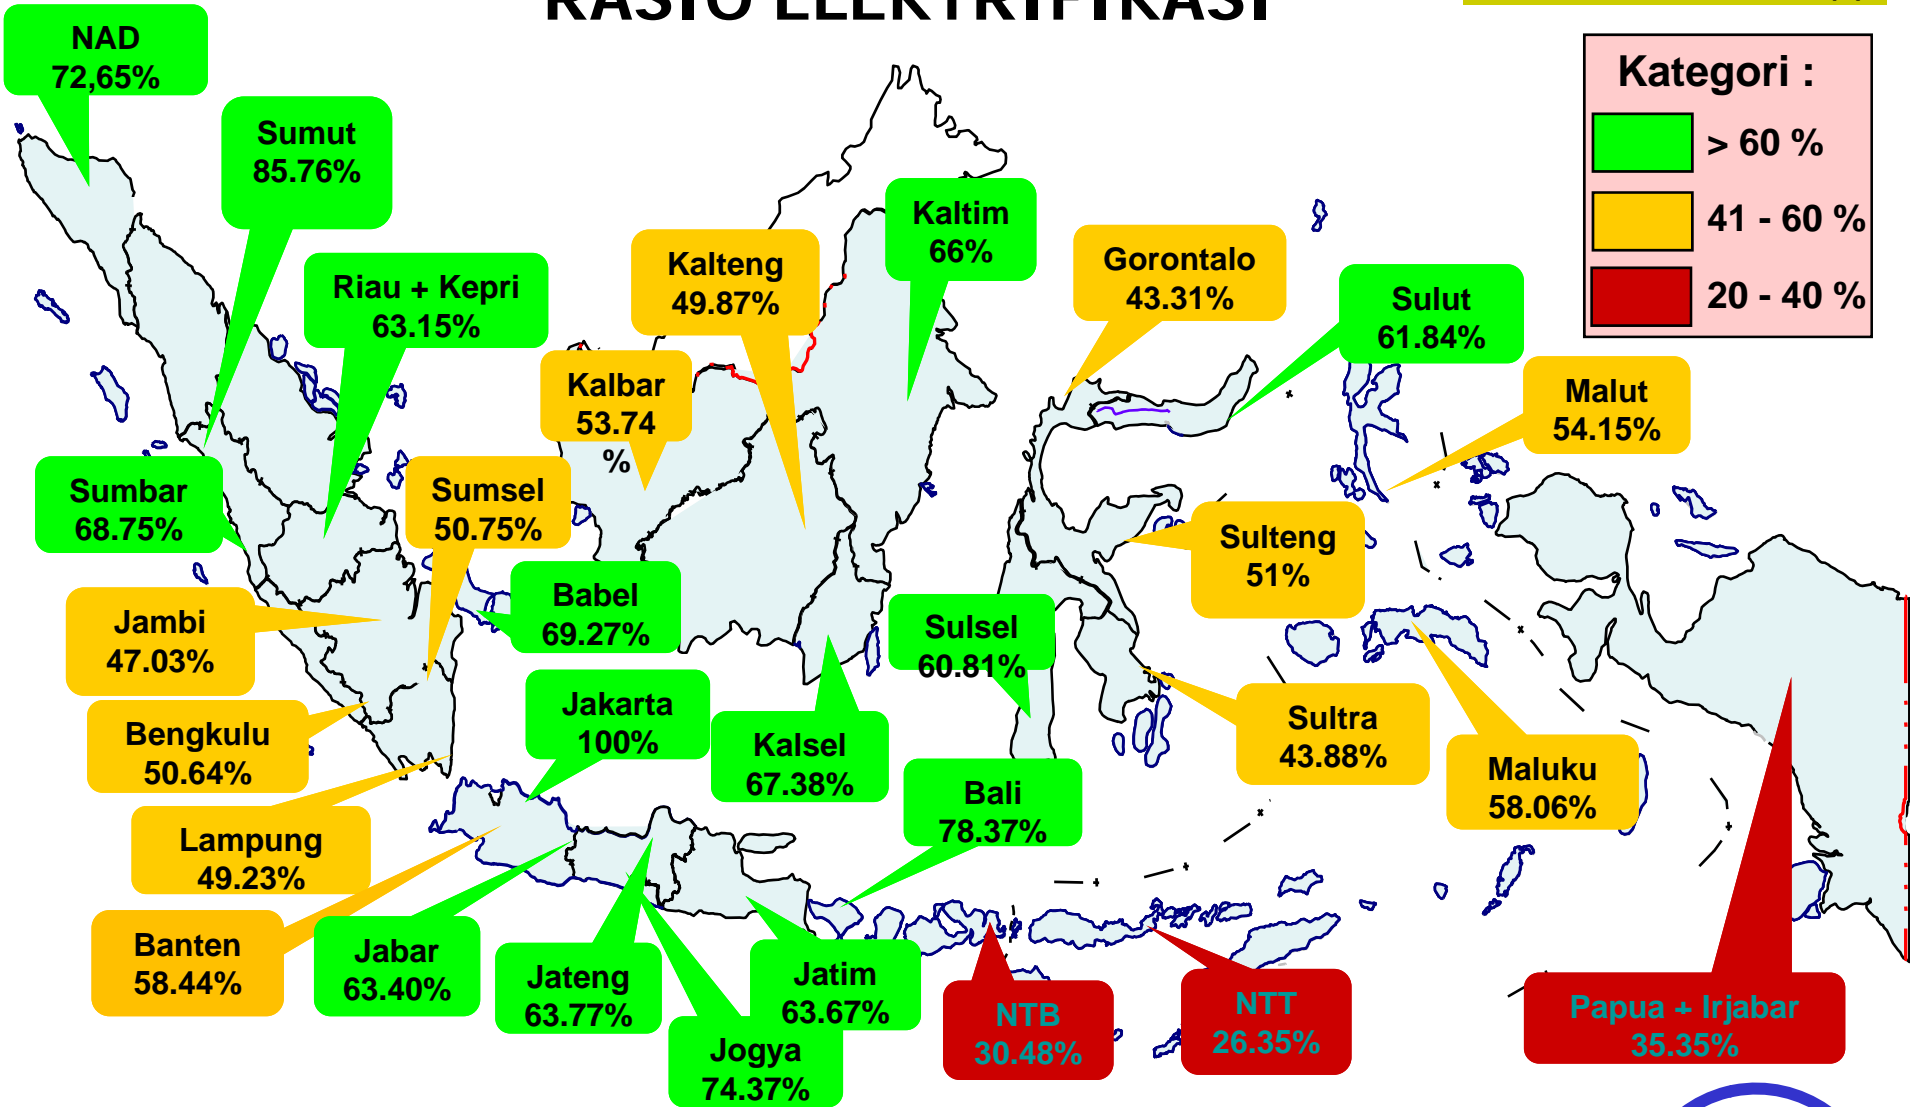 RASIO ELEKTRIFIKASI
NAD
72,65%
Kategori :
> 60 %
41 - 60 %
20 - 40 %
Sumut
85.76%
Kaltim
66%
Riau + Kepri
63.15%
Kalteng
49.87%
Gorontalo
43.31%
Sulut
61.84%
Kalbar
53.74
%
Malut
54.15%
Sumbar
68.75%
Sumsel
50.75%
Sulteng
51%
Jambi
47.03%
Babel
69.27%
Sulsel
60.81%
Bengkulu
50.64%
Jakarta
100%
Kalsel
67.38%
Sultra
43.88%
Maluku
58.06%
Bali
78.37%
Lampung
49.23%
Banten
58.44%
Jabar
63.40%
Jateng
63.77%
Jatim
63.67%
Jogya
74.37%
NTB
30.48%
NTT
26.35%
Papua + Irjabar
35.35%